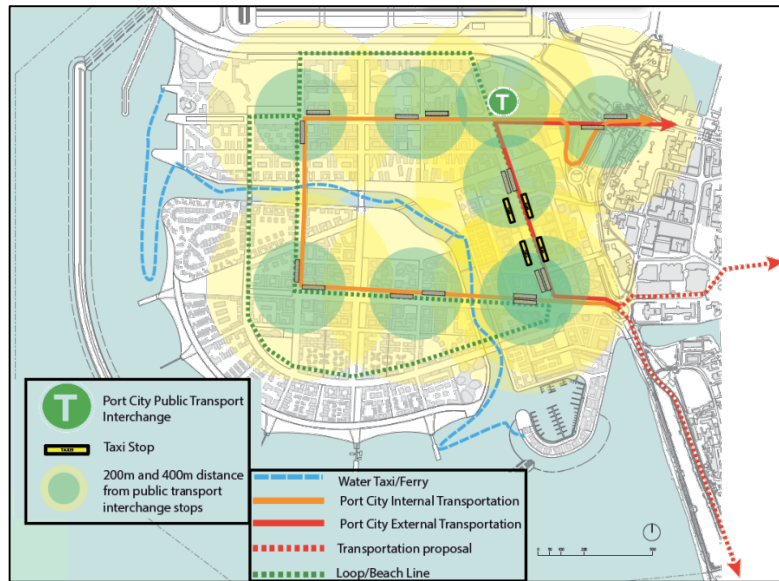 T
T
Port City Public Transport
Interchange
TAXIS
Taxi Stop
200m and 400m distance
from public transport
interchange stops
Water Taxi/Ferry
Port City Internal Transportation
Port City External Transportation
Transportation proposal
Loop/Beach Line